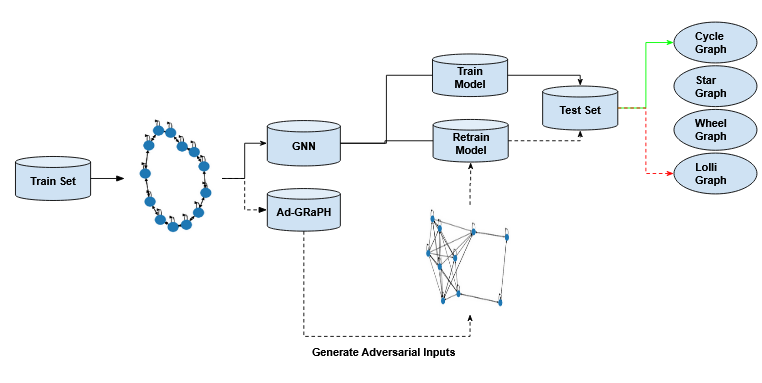 Train Set
GNN
Ad-GRaPH
Train
Model
Retrain
Model
Test Set
Cycle
Graph
Star
Graph
Wheel
Graph
Lolli
Graph
Generate Adversarial Inputs